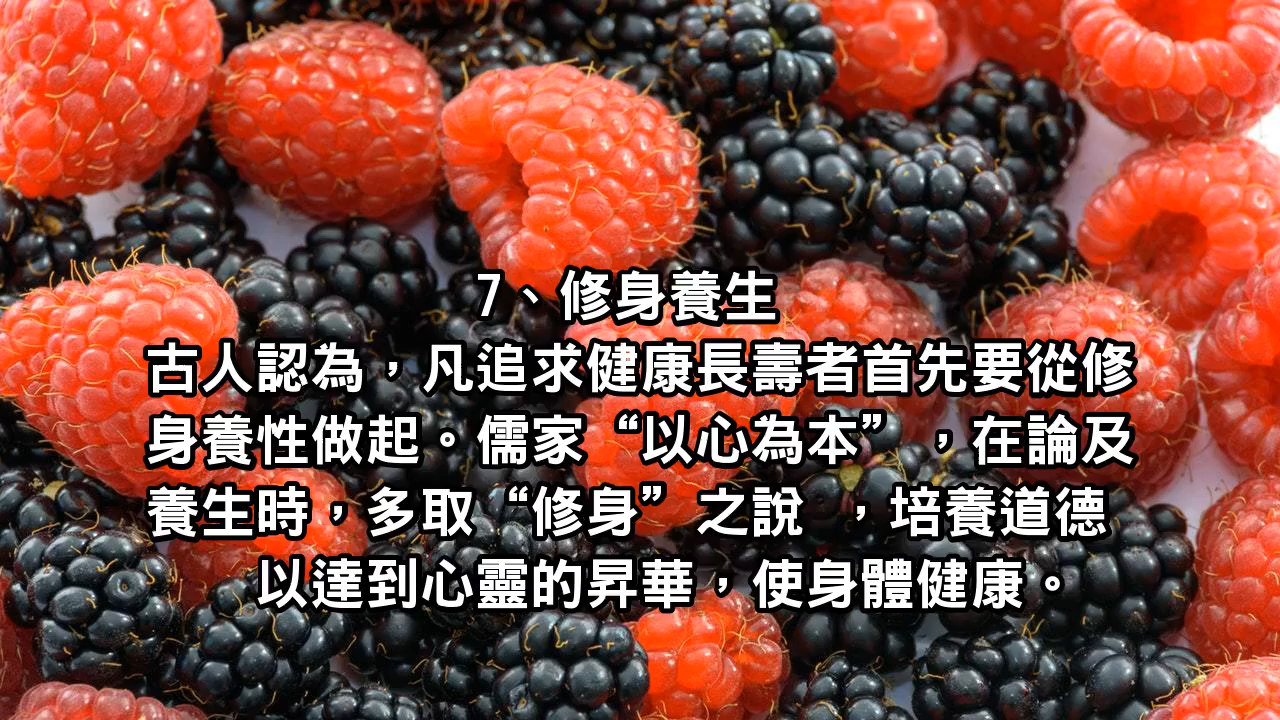 7、修身養生
古人認為，凡追求健康長壽者首先要從修
身養性做起。儒家“以心為本”，在論及
養生時，多取“修身”之說 ，培養道德
以達到心靈的昇華，使身體健康。